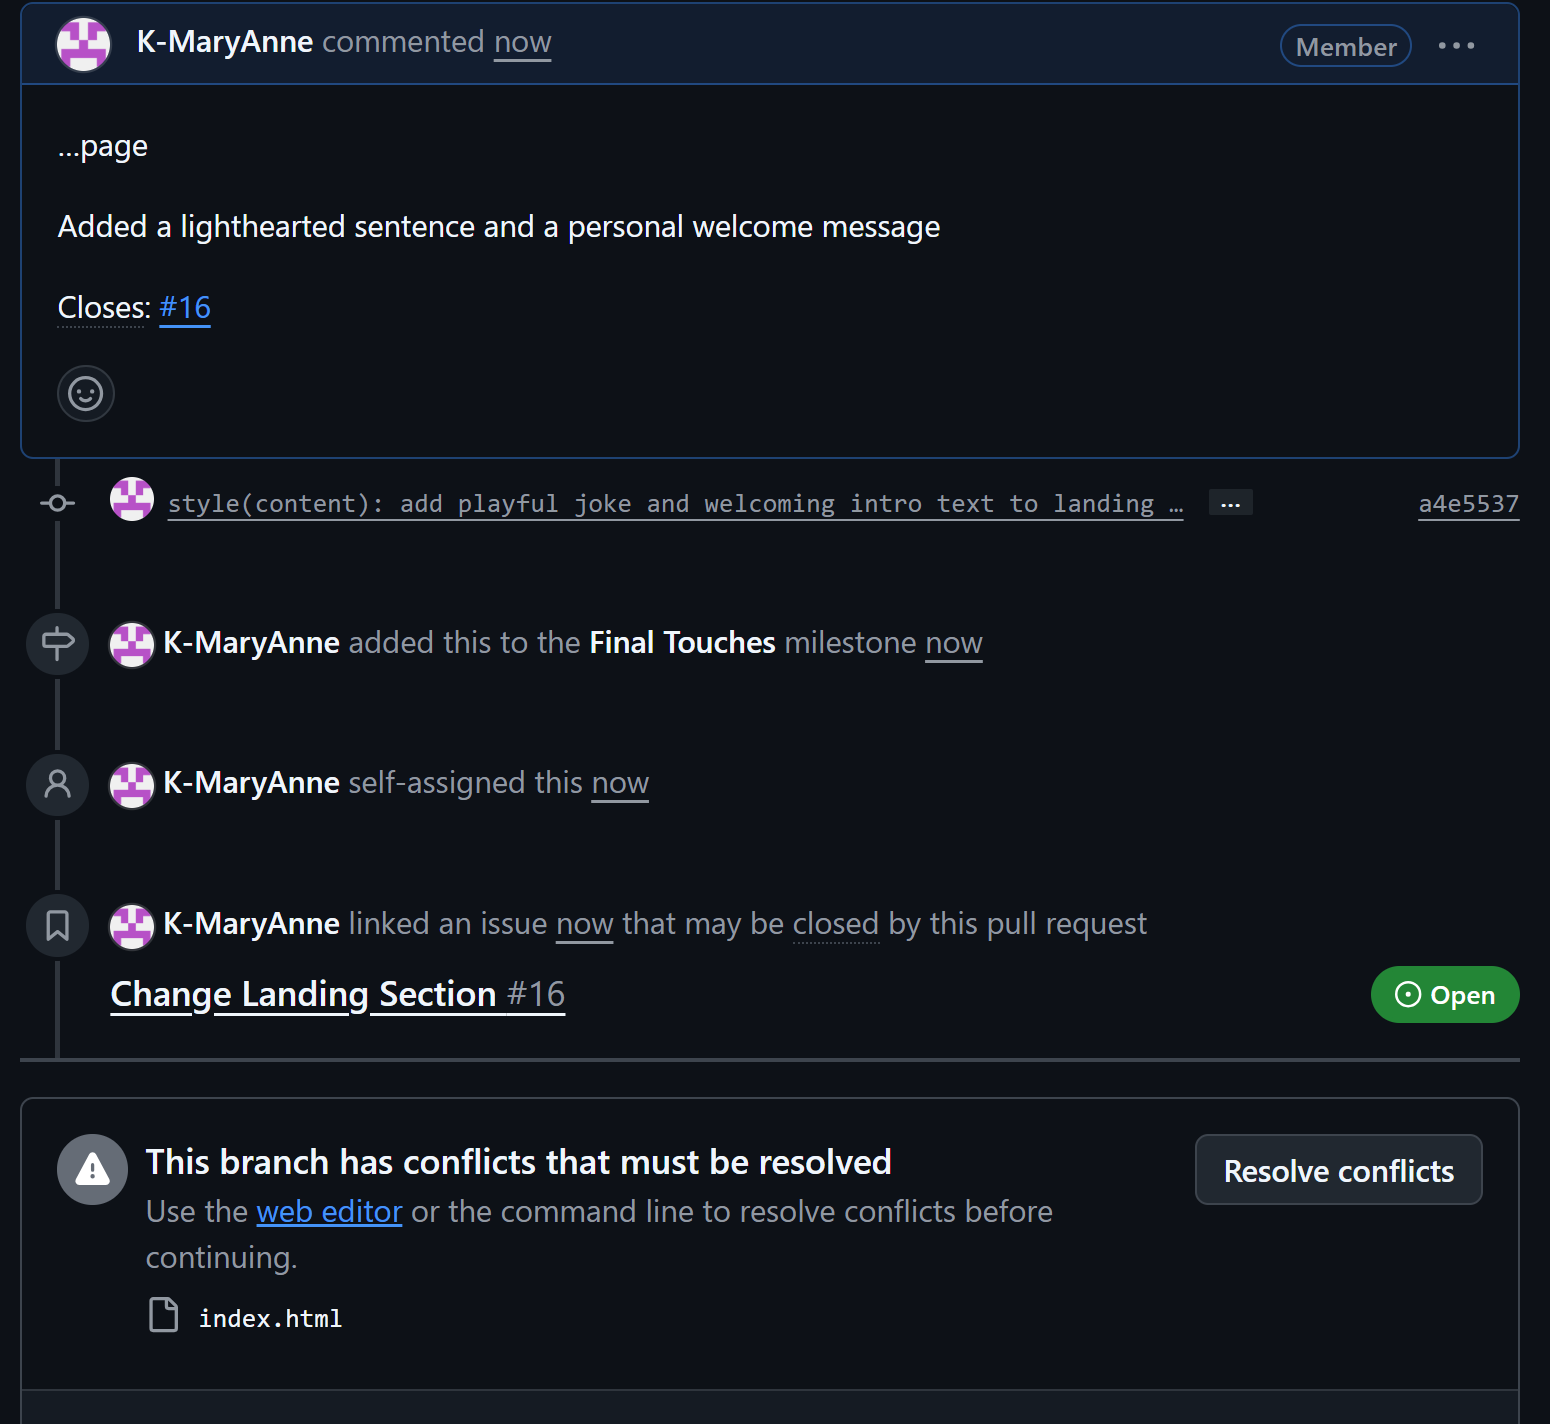 K-MaryAnne commented now
Member
...page
Added a lighthearted sentence and a personal welcome message
Closes: #16
style(content): add playful joke and welcoming intro text to landing …
…
a4e5537
K-MaryAnne added this to the Final Touches milestone now
K-MaryAnne self-assigned this now
K-MaryAnne linked an issue now that may be closed by this pull request
Change Landing Section #16
Open
This branch has conflicts that must be resolved
Resolve conflicts
Use the web editor or the command line to resolve conflicts before
continuing.
index.html